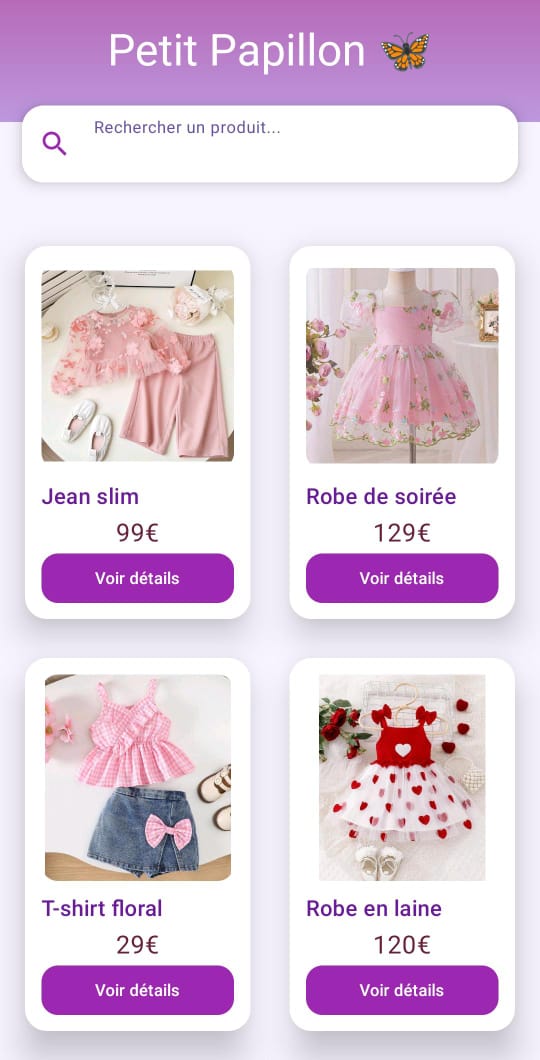 Petit Papillon 🦋
Rechercher un produit...
Jean slim
99€
Voir détails
Robe de soirée
129€
Voir détails
T-shirt floral
29€
Voir détails
Robe en laine
120€
Voir détails